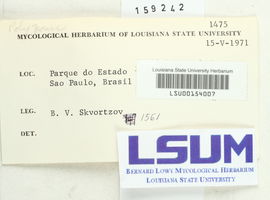 159242
1475
MYCOLOGICAL HERBARIUM OF LOUISIANA STATE UNIVERSITY
15-V-1971
LOC. Parque do Estado
Sao Paulo, Brasil
Louisiana State University Herbarium
LSU00154007
LEG. B. V. Skvortzov
# 1561
DET.
LSUM
BERNARD LOWY MYCOLOGICAL HERBARIUM
LOUISIANA STATE UNIVERSITY